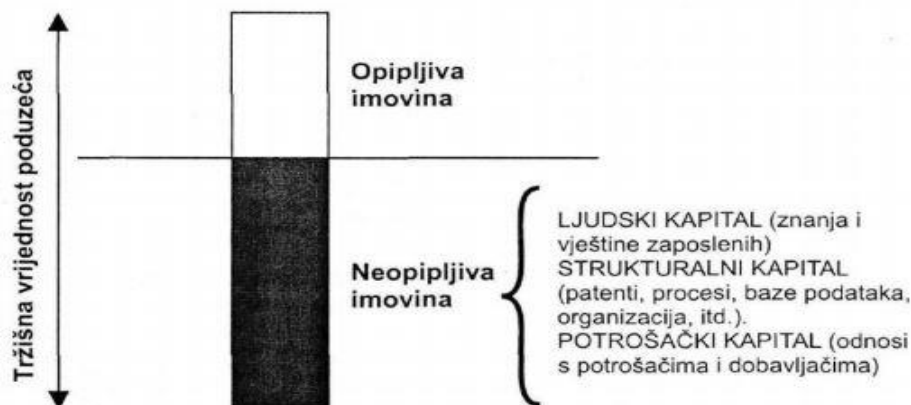 Tržišna vrijednost poduzeća
Opipljiva
imovina
Neopipljiva
imovina
LJUDSKI KAPITAL (znanja i
vještine zaposlenih)
STRUKTURALNI KAPITAL
(patenti, procesi, baze podataka,
organizacija, itd.).
POTROŠAČKI KAPITAL (odnosi
s potrošačima i dobavljačima)